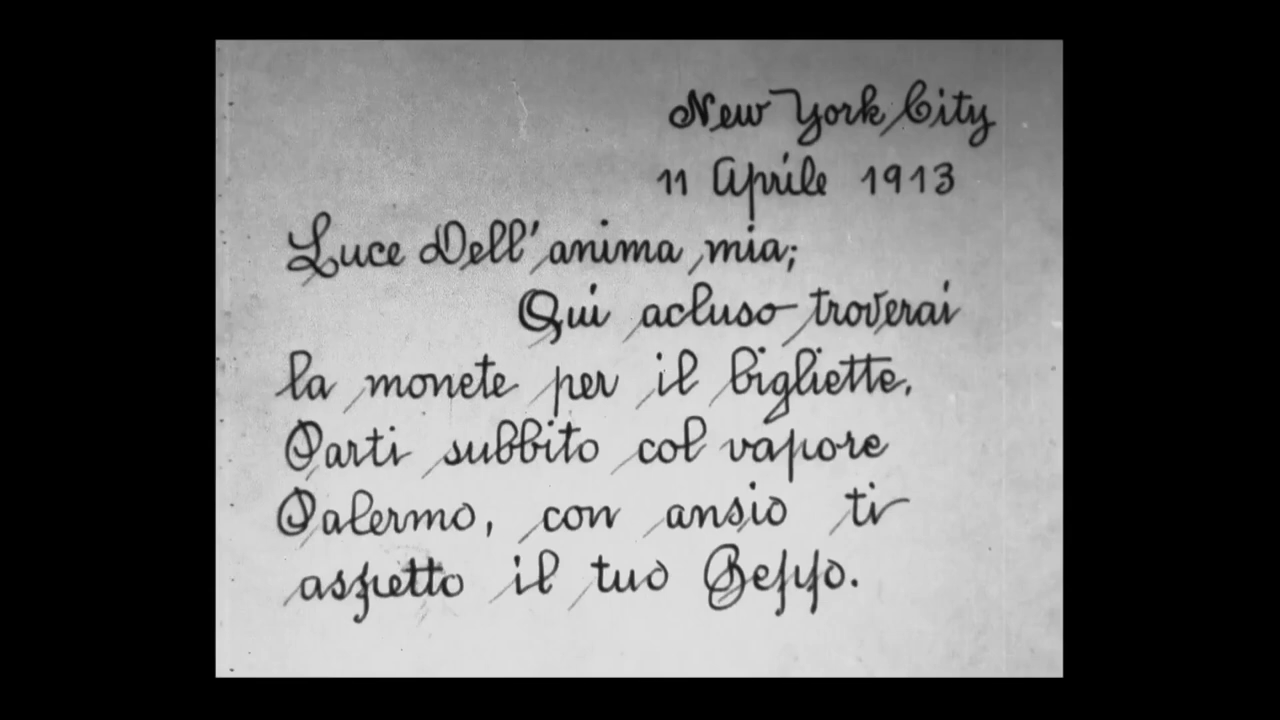 New York City
11 Aprile 1913
Luce Dell'anima mia;
Qui acluso troverai
la monete per il bigliette.
Parti subbito col vapore
Palermo, con ansio ti
aspetto il tuo Beppo.